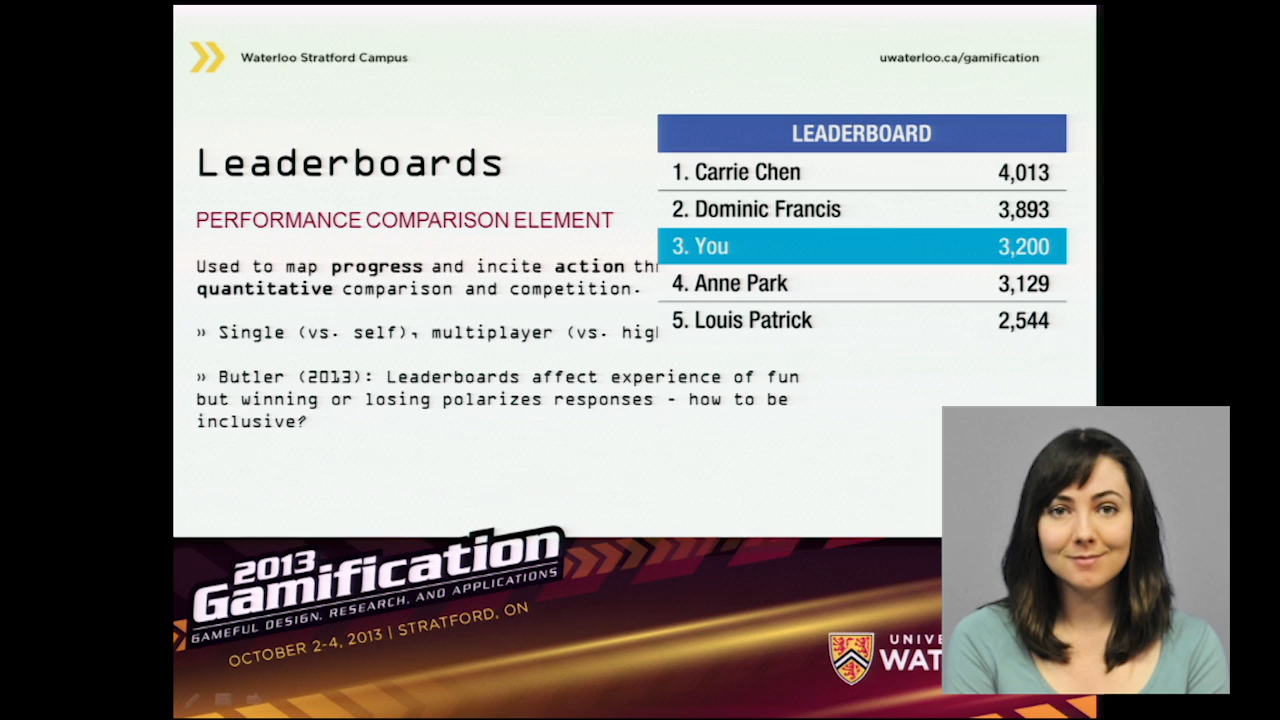 Waterloo Stratford Campus
uwaterloo.ca/gamification
Leaderboards
PERFORMANCE COMPARISON ELEMENT
Used to map progress and incite action
quantitative comparison and competition.
» Single (vs. self), multiplayer (vs.
» Butler (2013): Leaderboards affect experience of fun
but winning or losing polarizes responses - how to be
inclusive?
LEADERBOARD
1. Carrie Chen 4,013
2. Dominic Francis 3,893
3. You 3,200
4. Anne Park 3,129
5. Louis Patrick 2,544
2013
Gamification
GAMEFUL DESIGN, RESEARCH, AND APPLICATIONS
OCTOBER 2-4, 2013 | STRATFORD, ON